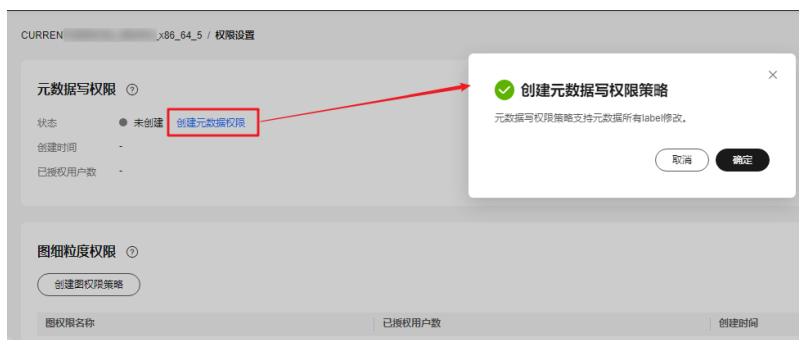 CURREN x86_64_5 / 权限设置
元数据写权限
状态 未创建 创建元数据权限
创建时间 -
已授权用户数 -
创建元数据写权限策略
元数据写权限策略支持元数据所有label修改。
取消 确定
图细粒度权限
创建图权限策略
图权限名称 已授权用户数 创建时间